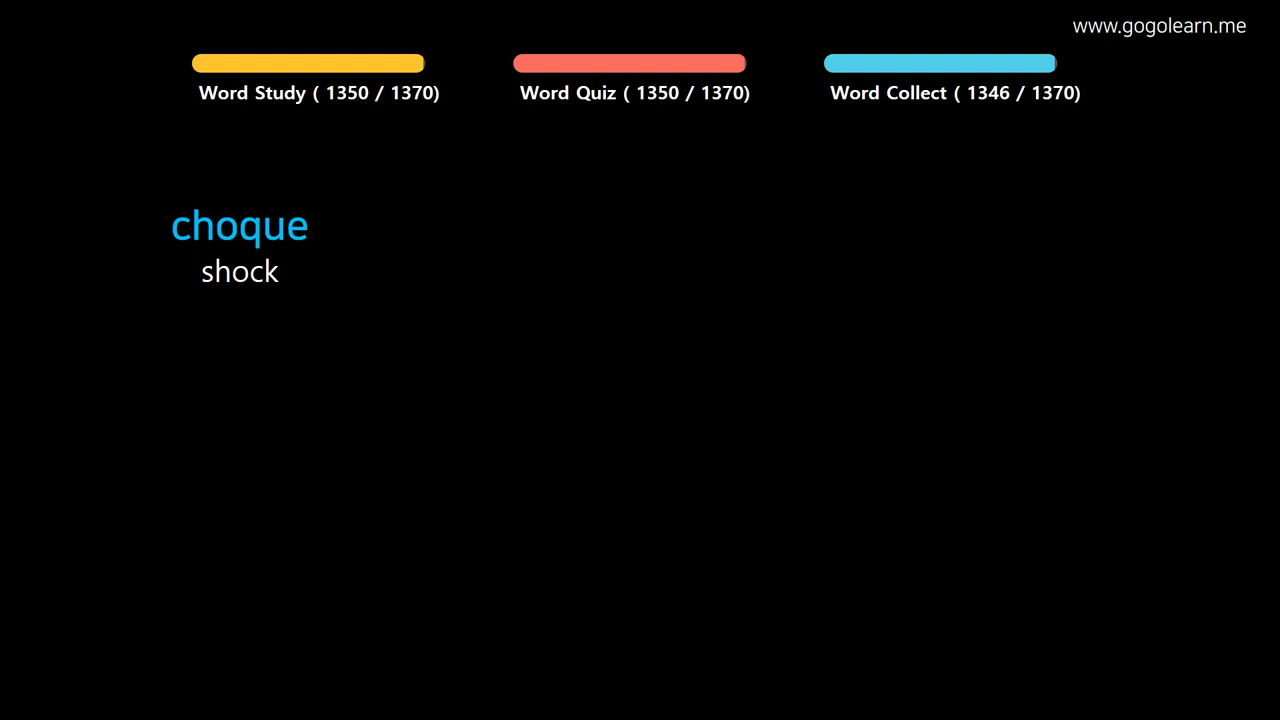 www.gogolearn.me
Word Study ( 1350 / 1370)
Word Quiz ( 1350 / 1370)
Word Collect ( 1346 / 1370)
choque
shock